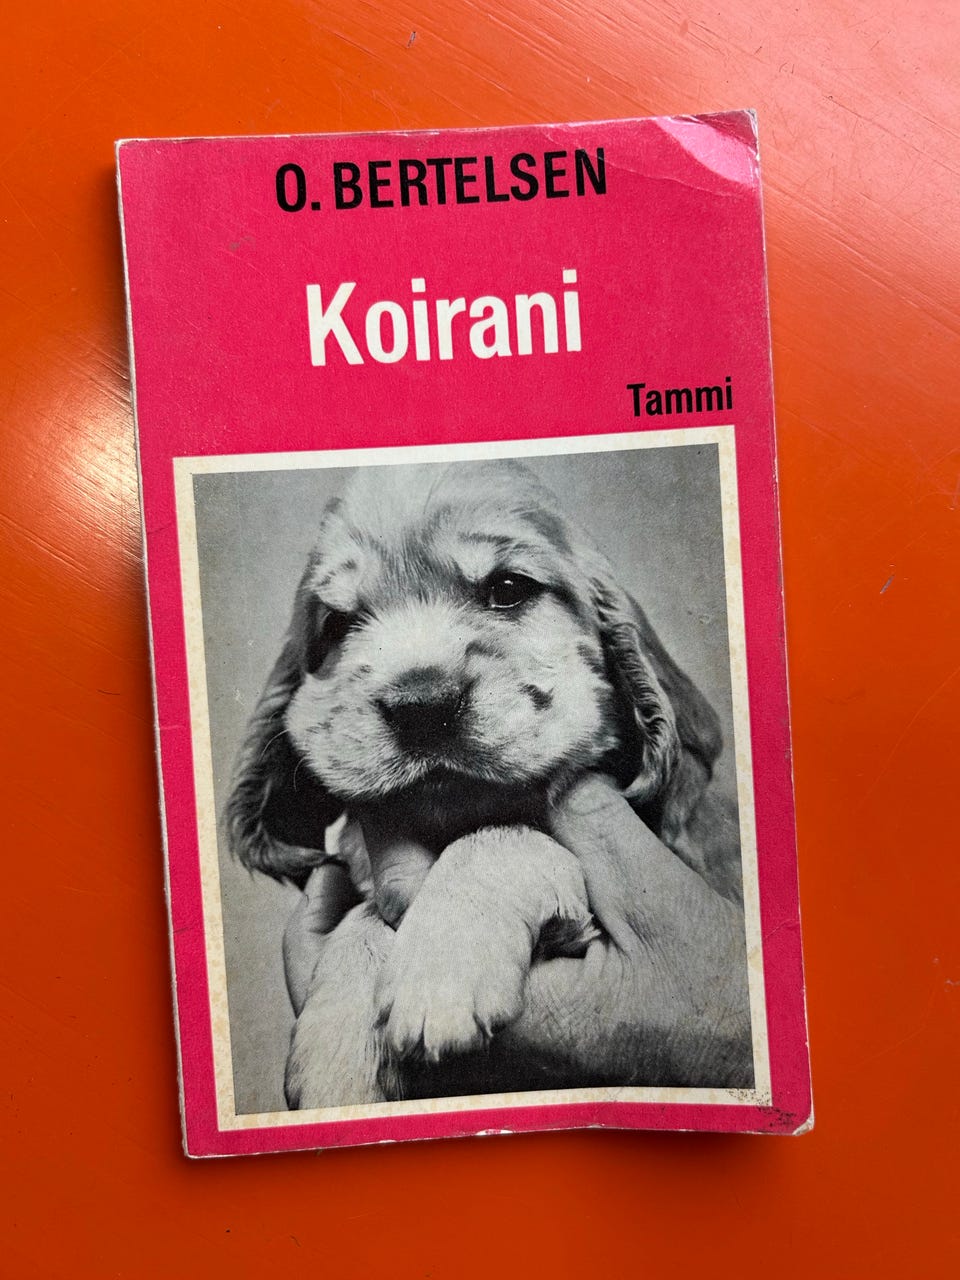 O. BERTELSEN
Koirani
Tammi